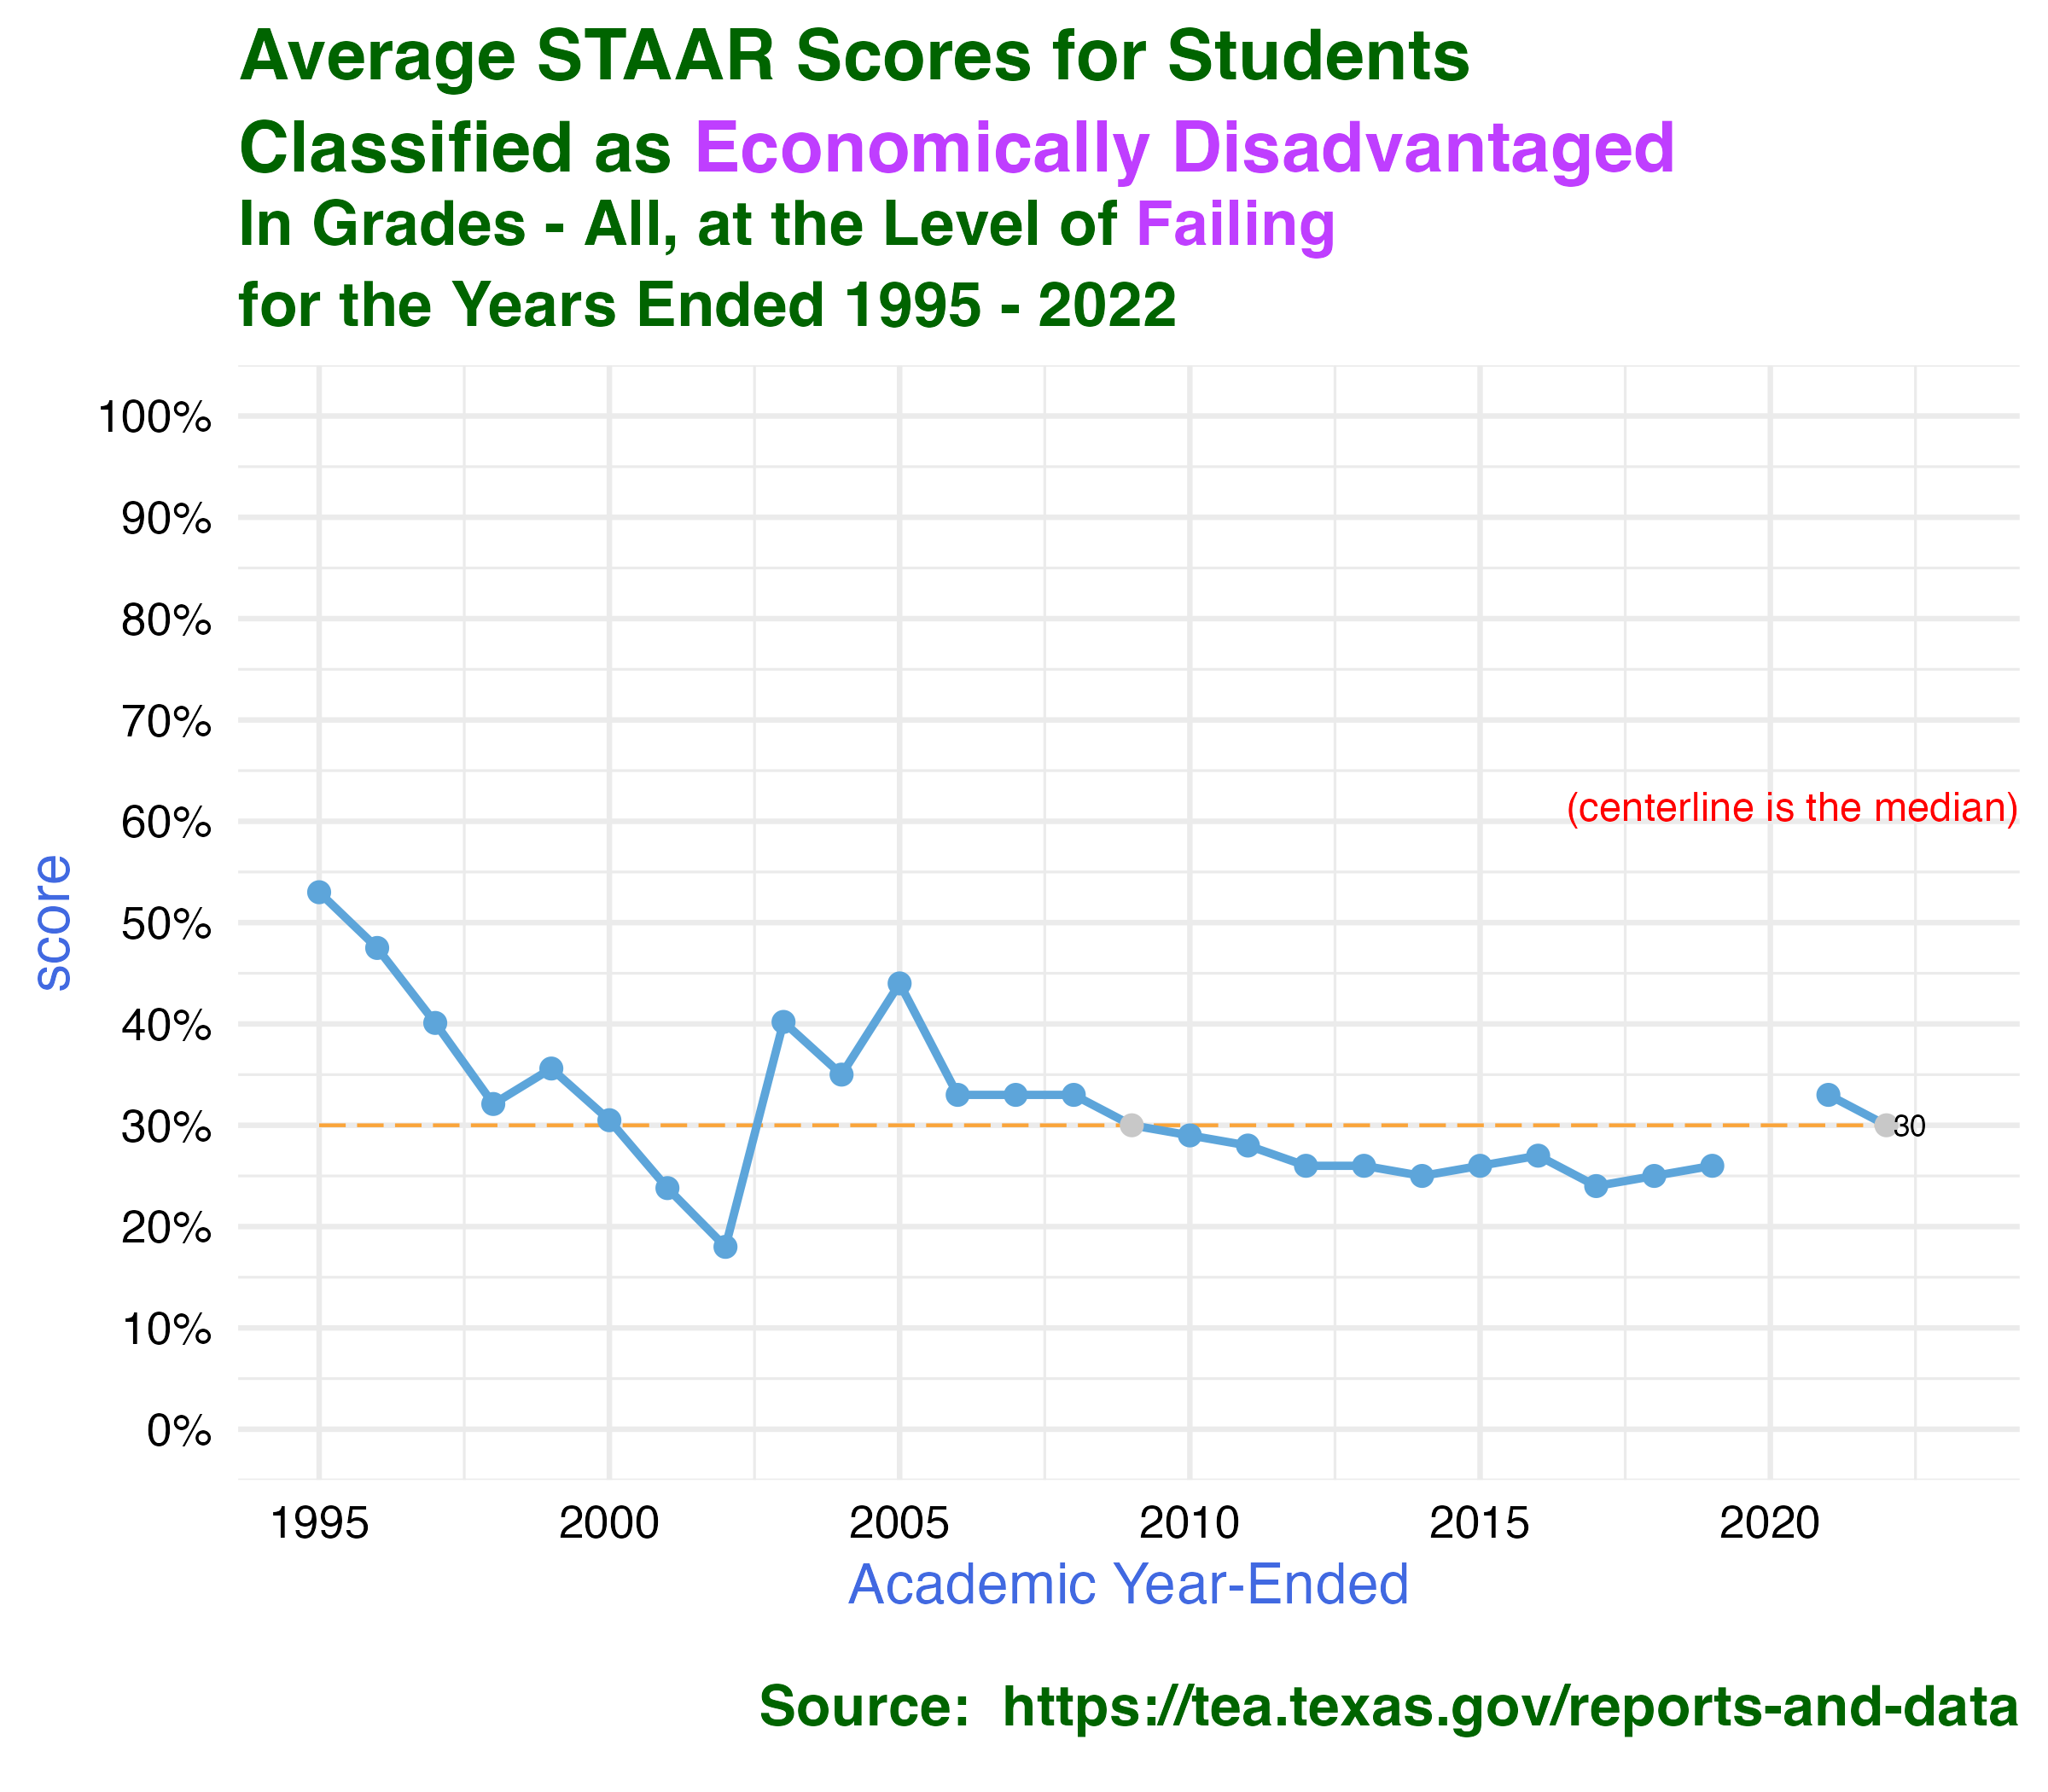 Average STAAR Scores for Students
Classified as Economically Disadvantaged
In Grades - All, at the Level of Failing
for the Years Ended 1995 - 2022
100%
90%
80%
70%
(centerline is the median)
60%
50%
40%
30%
30
20%
10%
0%
score
1995 2000 2005 2010 2015 2020
Academic Year-Ended
Source:  https://tea.texas.gov/reports-and-data